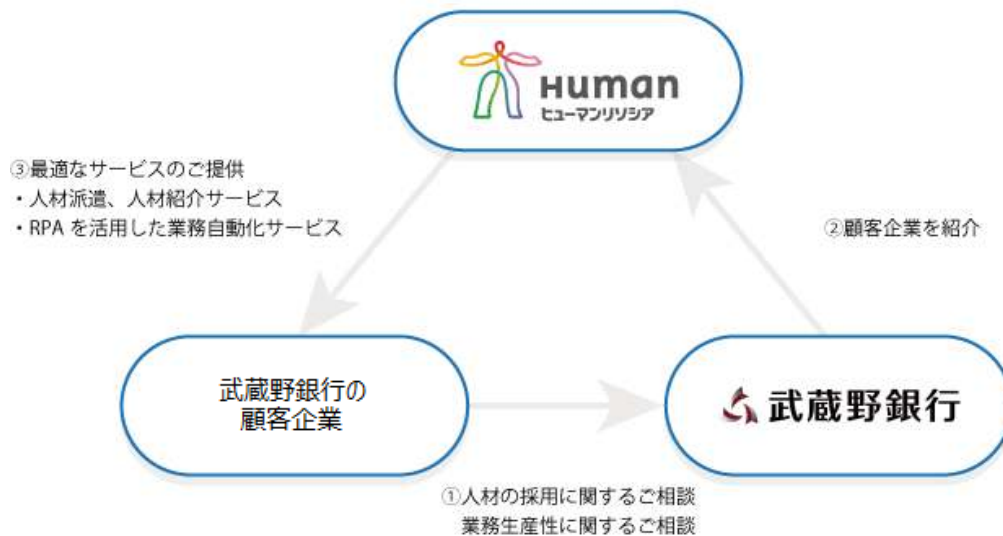 Human
ヒューマンリソシア
③最適なサービスのご提供
・人材派遣、人材紹介サービス
・RPA を活用した業務自動化サービス
②顧客企業を紹介
武蔵野銀行の
顧客企業
武蔵野銀行
①人材の採用に関するご相談
業務生産性に関するご相談